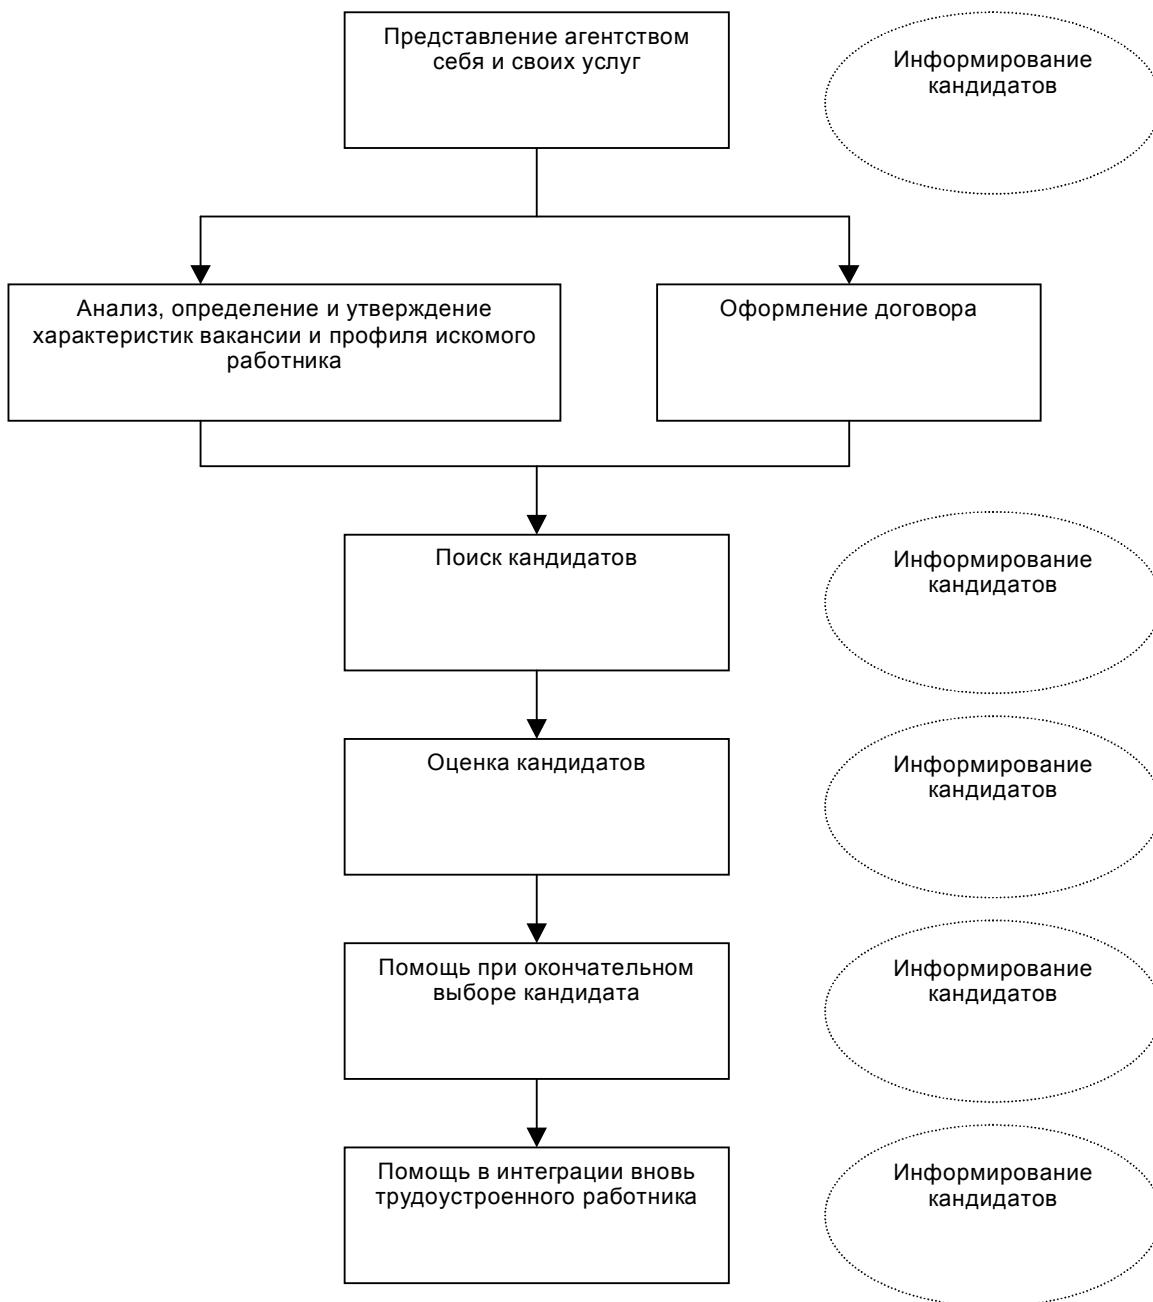 Представление агентством
себя и своих услуг
Информирование
кандидатов
Анализ, определение и утверждение
характеристик вакансии и профиля искомого
работника
Оформление договора
Поиск кандидатов
Информирование
кандидатов
Оценка кандидатов
Информирование
кандидатов
Помощь при окончательном
выборе кандидата
Информирование
кандидатов
Помощь в интеграции вновь
трудоустроенного работника
Информирование
кандидатов